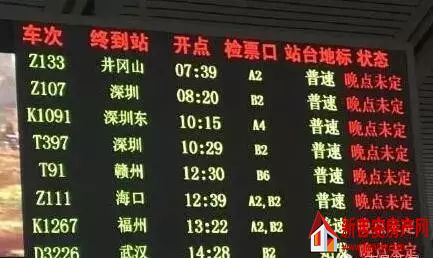 车次 终到站 开点 检票口 站台地标 状态
Z133 井冈山 07:39 A2 普速 晚点未定
Z107 深圳 08:20 B2 普速 晚点未定
K1091 深圳东 10:15 A4 普速 晚点未定
T397 深圳 10:29 B2 普速 晚点未定
T91 赣州 12:30 B6 普速 晚点未定
Z111 海口 12:39 A2,B2 普速 晚点未定
K1267 福州 13:22 A2,B2 普速
D3226 武汉 14:28 B2